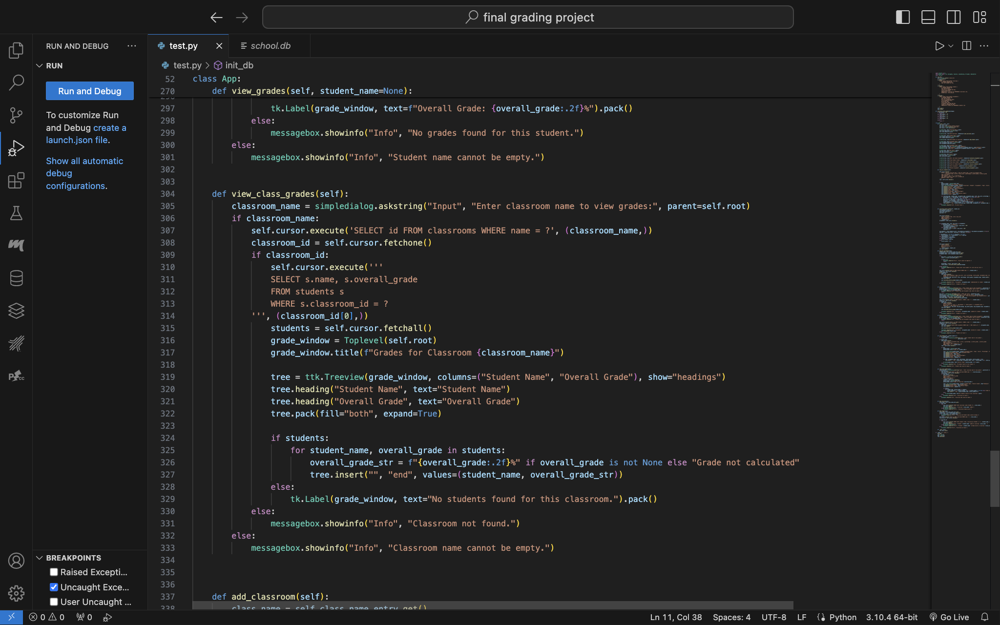 final grading project
RUN AND DEBUG
RUN
Run and Debug
To customize Run
and Debug create a
launch.json file.
Show all automatic
debug
configurations.
BREAKPOINTS
Raised Excepti...
Uncaught Exce...
User Uncaught ...
test.py
school.db
test.py > init_db
52 class App:
270 def view_grades(self, student_name=None):
297 tk.Label(grade_window, text=f"Overall Grade: {overall_grade:.2f}%").pack()
298 else:
299 messagebox.showinfo("Info", "No grades found for this student.")
300 else:
301 messagebox.showinfo("Info", "Student name cannot be empty.")
302
303
304 def view_class_grades(self):
305 classroom_name = simpledialog.askstring("Input", "Enter classroom name to view grades:", parent=self.root)
306 if classroom_name:
307 self.cursor.execute('SELECT id FROM classrooms WHERE name = ?', (classroom_name,))
308 classroom_id = self.cursor.fetchone()
309 if classroom_id:
310 self.cursor.execute('''
311 SELECT s.name, s.overall_grade
312 FROM students s
313 WHERE s.classroom_id = ?
314 ''', (classroom_id[0],))
315 students = self.cursor.fetchall()
316 grade_window = Toplevel(self.root)
317 grade_window.title(f"Grades for Classroom {classroom_name}")
318
319 tree = ttk.Treeview(grade_window, columns=("Student Name", "Overall Grade"), show="headings")
320 tree.heading("Student Name", text="Student Name")
321 tree.heading("Overall Grade", text="Overall Grade")
322 tree.pack(fill="both", expand=True)
323
324 if students:
325 for student_name, overall_grade in students:
326 overall_grade_str = f"{overall_grade:.2f}%" if overall_grade is not None else "Grade not calculated"
327 tree.insert("", "end", values=(student_name, overall_grade_str))
328 else:
329 tk.Label(grade_window, text="No students found for this classroom.").pack()
330 else:
331 messagebox.showinfo("Info", "Classroom not found.")
332 else:
333 messagebox.showinfo("Info", "Classroom name cannot be empty.")
334
335
336
337 def add_classroom(self):
338 class_name = self.class_name_entry.get()
0 0 0
Ln 11, Col 38 Spaces: 4 UTF-8 LF Python 3.10.4 64-bit Go Live